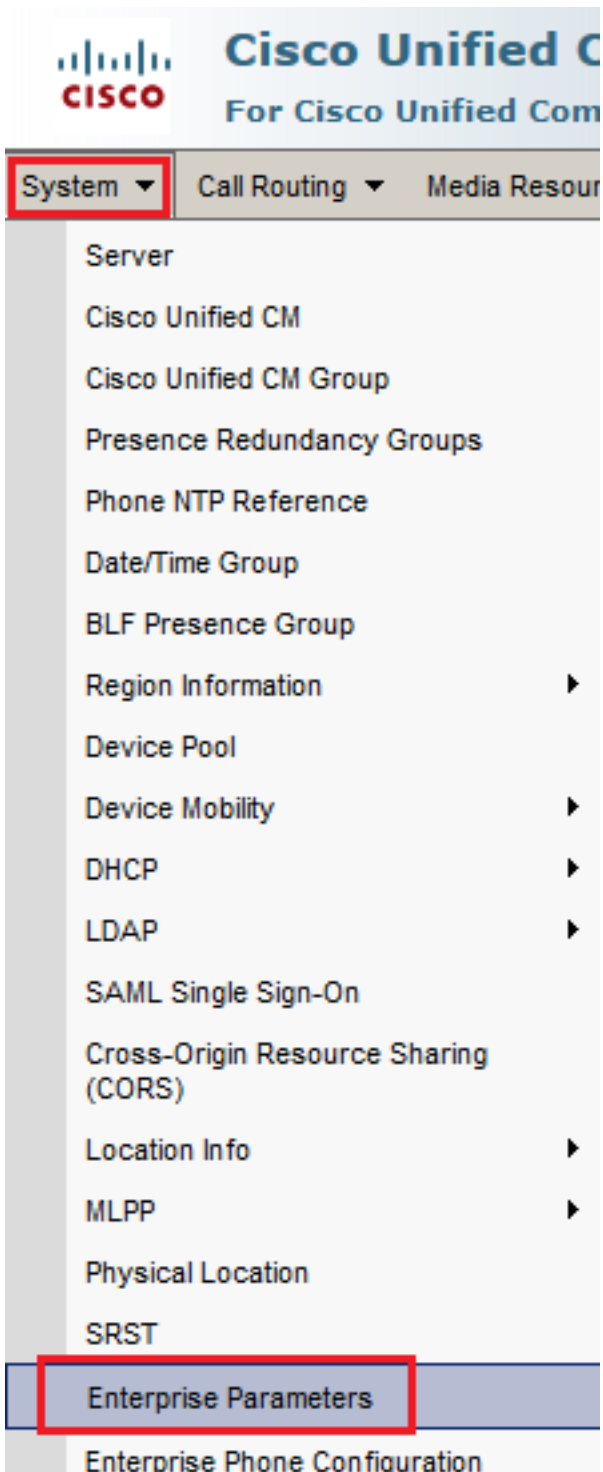 Cisco Unified C
CISCO
For Cisco Unified Com
System Call Routing Media Resour
Server
Cisco Unified CM
Cisco Unified CM Group
Presence Redundancy Groups
Phone NTP Reference
Date/Time Group
BLF Presence Group
Region Information
Device Pool
Device Mobility
DHCP
LDAP
SAML Single Sign-On
Cross-Origin Resource Sharing
(CORS)
Location Info
MLPP
Physical Location
SRST
Enterprise Parameters
Enterprise Phone Configuration